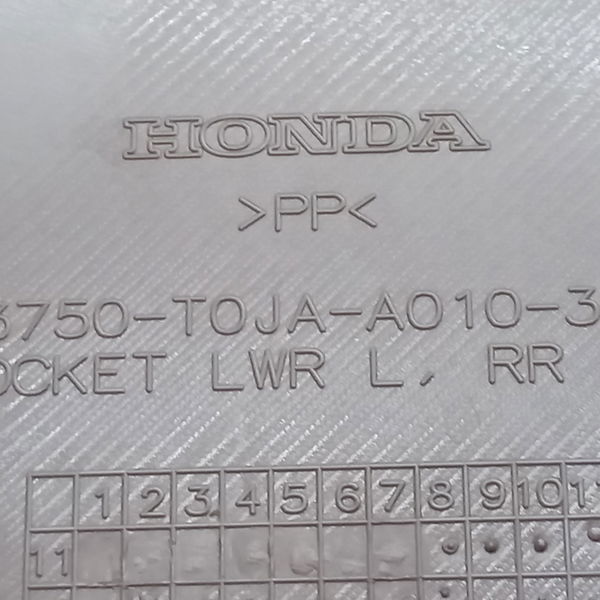 HONDA
>PP<
3750-T0JA-A010-3
OCKET LWR L, RR
1 2 3 4 5 6 7 8 9 10 11
11